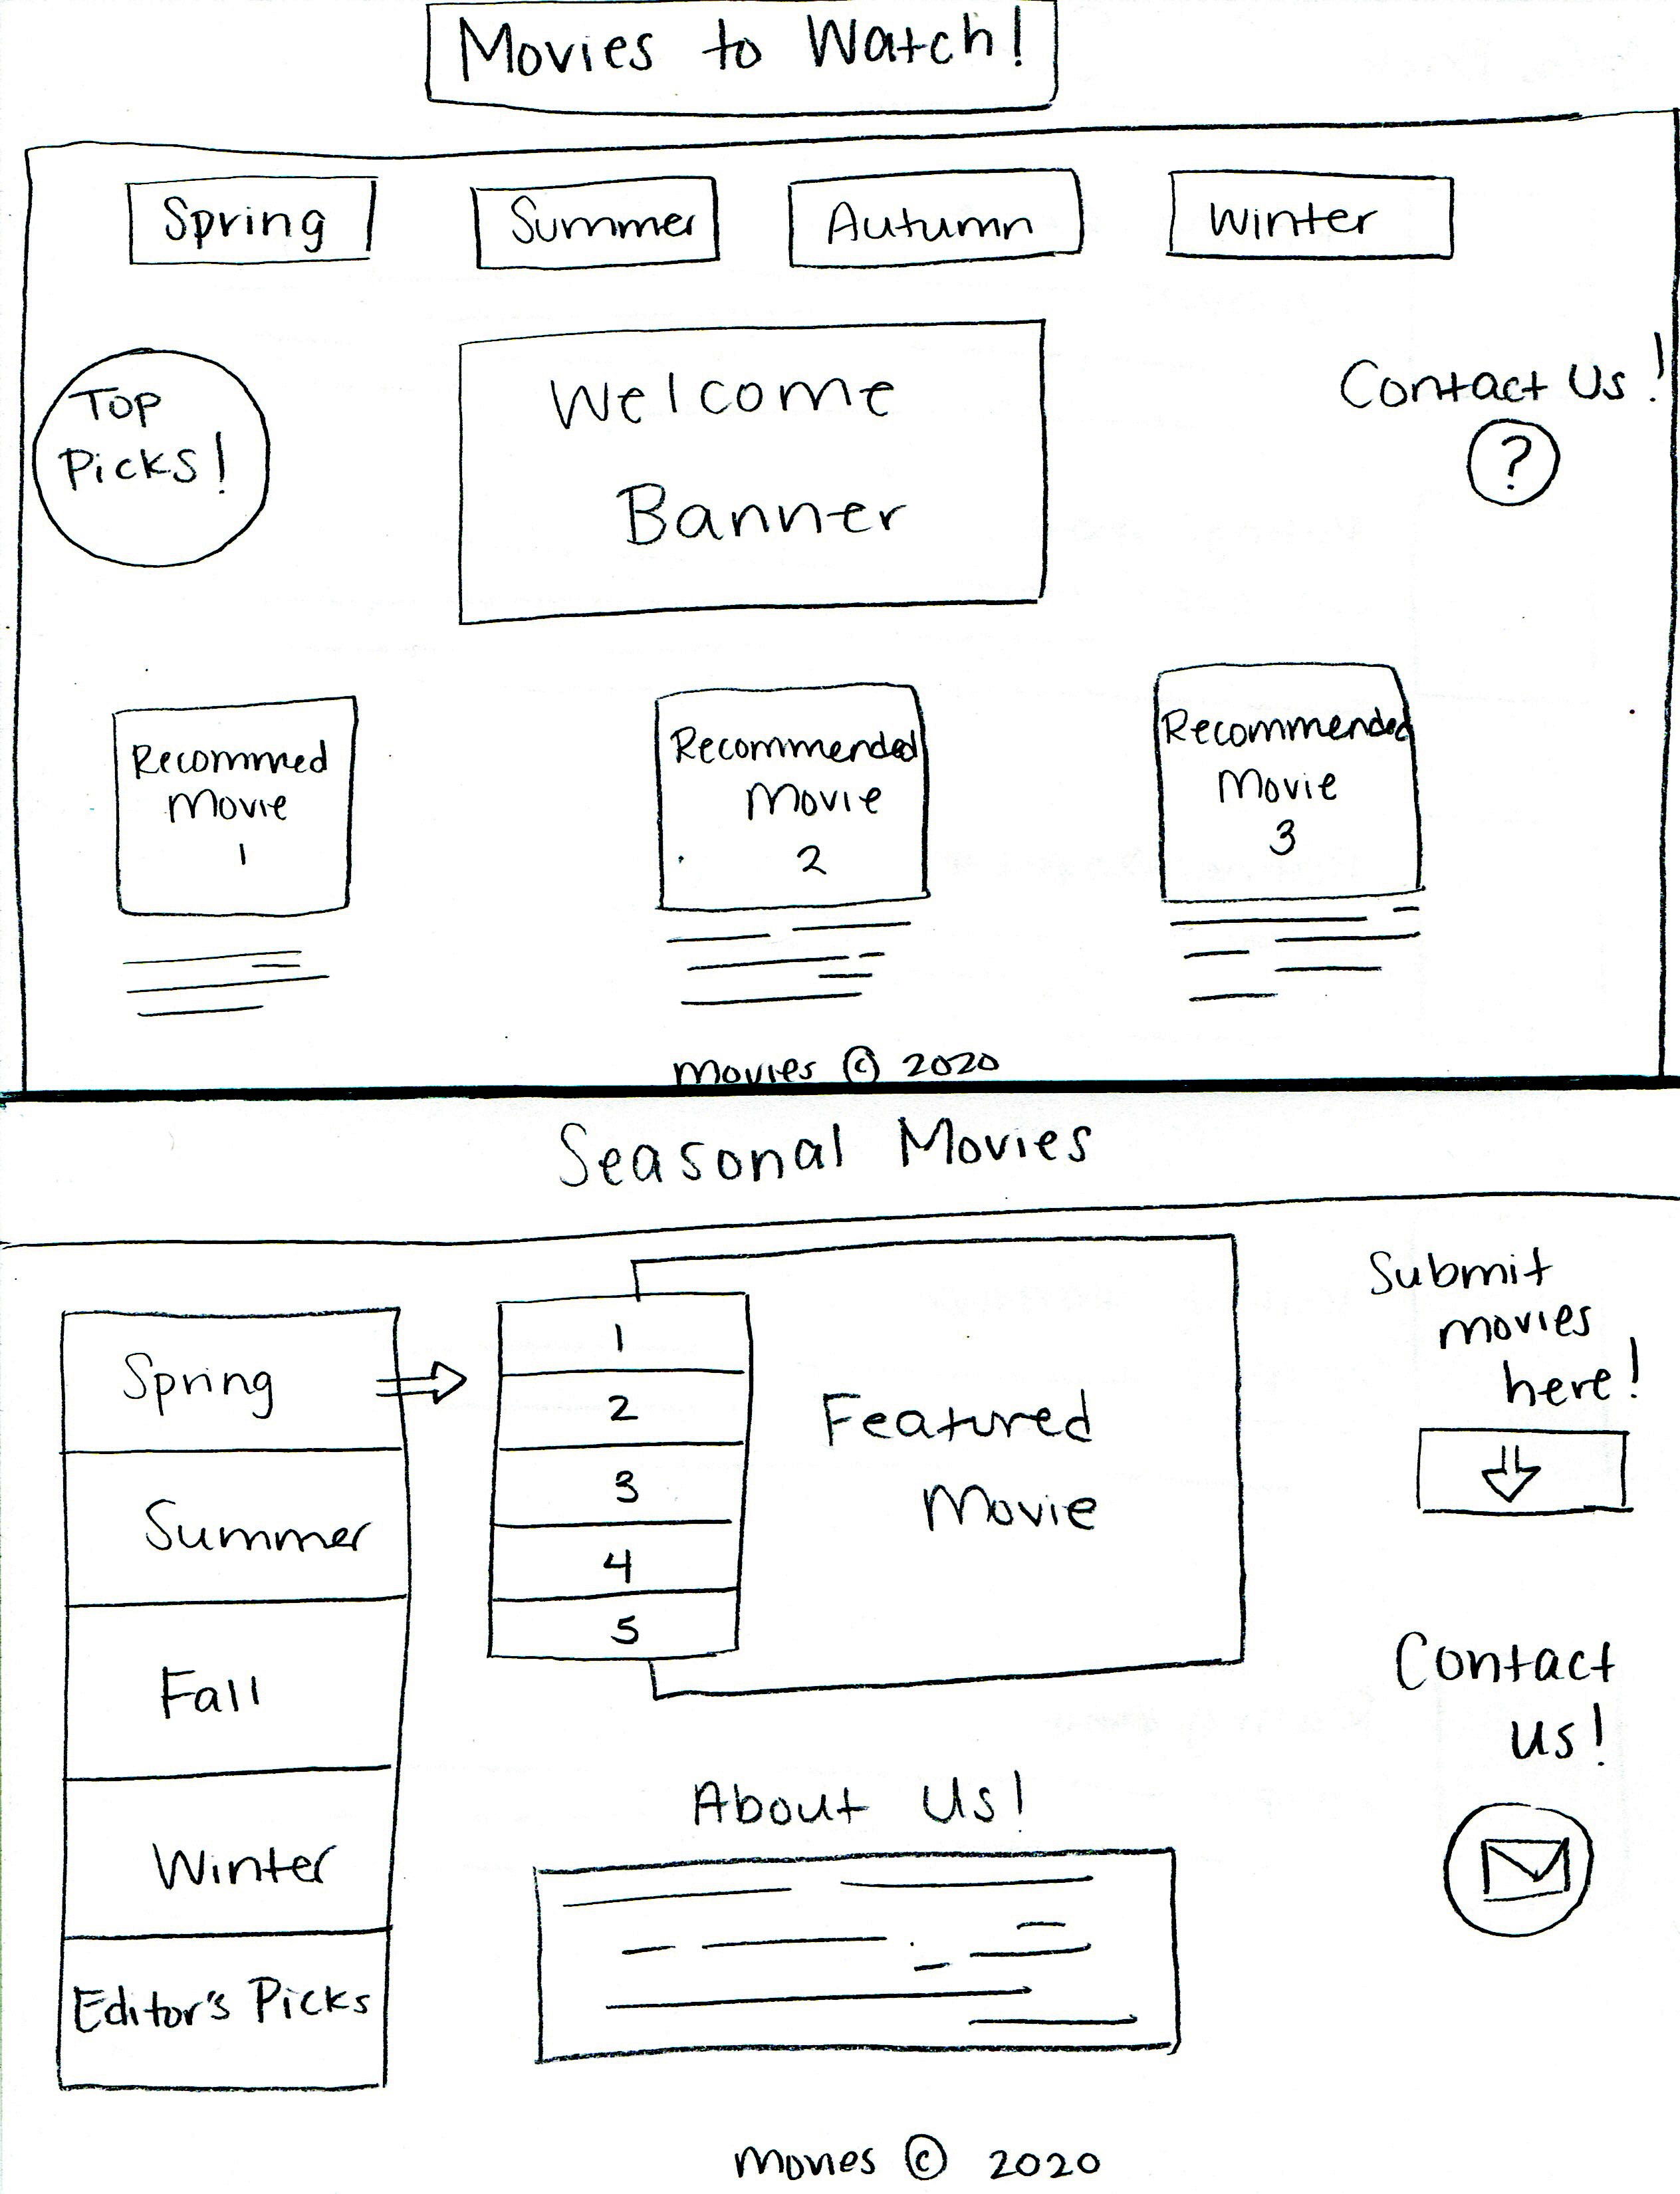 Movies to Watch!
Spring
Summer
Autumn
Winter
Top
Picks!
Welcome
Banner
Contact Us!
?
Recommed
Movie
1
Recommended
Movie
2
Recommended
Movie
3
Movies © 2020
Seasonal Movies
Spring
Summer
Fall
Winter
Editor's Picks
1
2
3
4
5
Featured
Movie
Submit
movies
here!
Contact
us!
About Us!
Movies © 2020